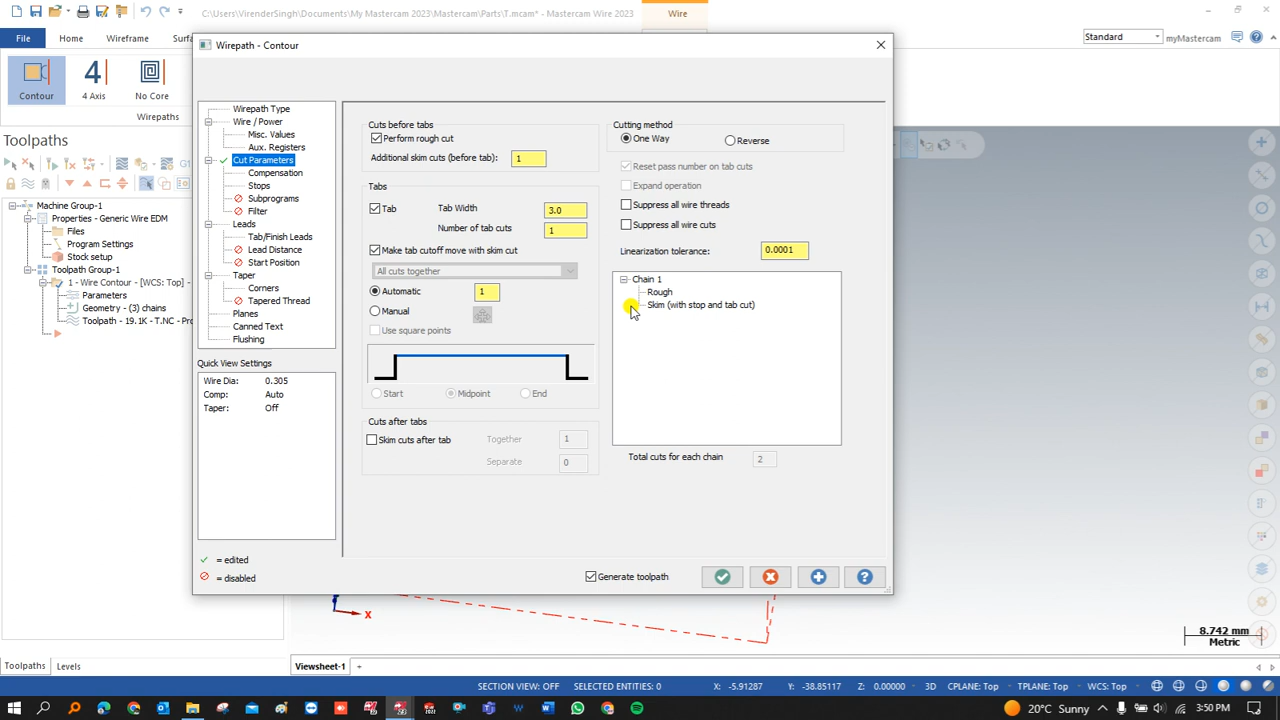 C:\Users\VirenderSingh\Documents\My Mastercam 2023\Mastercam\Parts\T.mcam* - Mastercam Wire 2023
Wire
File
Home
Wireframe
Surfa
Standard
myMastercam
Contour
4 Axis
No Core
Wirepaths
Toolpaths
Machine Group-1
Properties - Generic Wire EDM
Files
Program Settings
Stock setup
Toolpath Group-1
1 - Wire Contour - [WCS: Top]
Parameters
Geometry - (3) chains
Toolpath - 19.1K - T.NC - Pro
Wirepath - Contour
Wirepath Type
Wire / Power
Misc. Values
Aux. Registers
Cut Parameters
Compensation
Stops
Subprograms
Filter
Leads
Tab/Finish Leads
Lead Distance
Start Position
Taper
Corners
Tapered Thread
Planes
Canned Text
Flushing
Quick View Settings
Wire Dia: 0.305
Comp: Auto
Taper: Off
= edited
= disabled
Cuts before tabs
Perform rough cut
Additional skim cuts (before tab): 1
Tabs
Tab
Tab Width 3.0
Number of tab cuts 1
Make tab cutoff move with skim cut
All cuts together
Automatic 1
Manual
Use square points
Start Midpoint End
Cuts after tabs
Skim cuts after tab Together 1
Separate 0
Cutting method
One Way Reverse
Reset pass number on tab cuts
Expand operation
Suppress all wire threads
Suppress all wire cuts
Linearization tolerance: 0.0001
Chain 1
Rough
Skim (with stop and tab cut)
Total cuts for each chain 2
Generate toolpath
X
8.742 mm
Metric
Toolpaths Levels
Viewsheet-1 +
SECTION VIEW: OFF SELECTED ENTITIES: 0 X: -5.91287 Y: -38.85117 Z: 0.00000 3D CPLANE: Top TPLANE: Top WCS: Top
20°C Sunny
ENG
3:50 PM